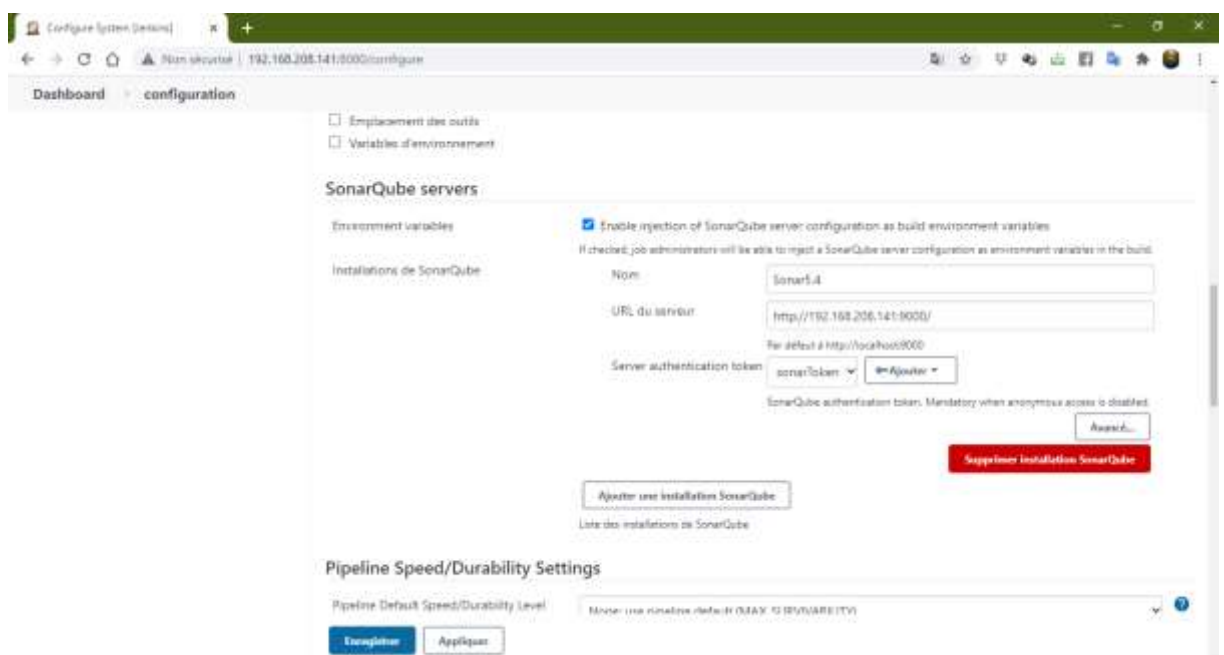 Configure System [Jenkins]
Non sécurisé | 192.168.208.141:8080/configure
Dashboard configuration
Emplacement des outils
Variables d'environnement
SonarQube servers
Environment variables
Enable injection of SonarQube server configuration as build environment variables
If checked, job administrators will be able to inject a SonarQube server configuration as environment variables in the build.
Installations de SonarQube
Nom
Sonar5.4
URL du serveur
http://192.168.208.141:9000/
Par défaut à http://localhost:9000
Server authentication token
sonarToken
Ajouter
SonarQube authentication token. Mandatory when anonymous access is disabled.
Avancé...
Supprimer installation SonarQube
Ajouter une installation SonarQube
Liste des installations de SonarQube
Pipeline Speed/Durability Settings
Pipeline Default Speed/Durability Level
None: use pipeline default (MAX_SURVIVABILITY)
Enregistrer
Appliquer